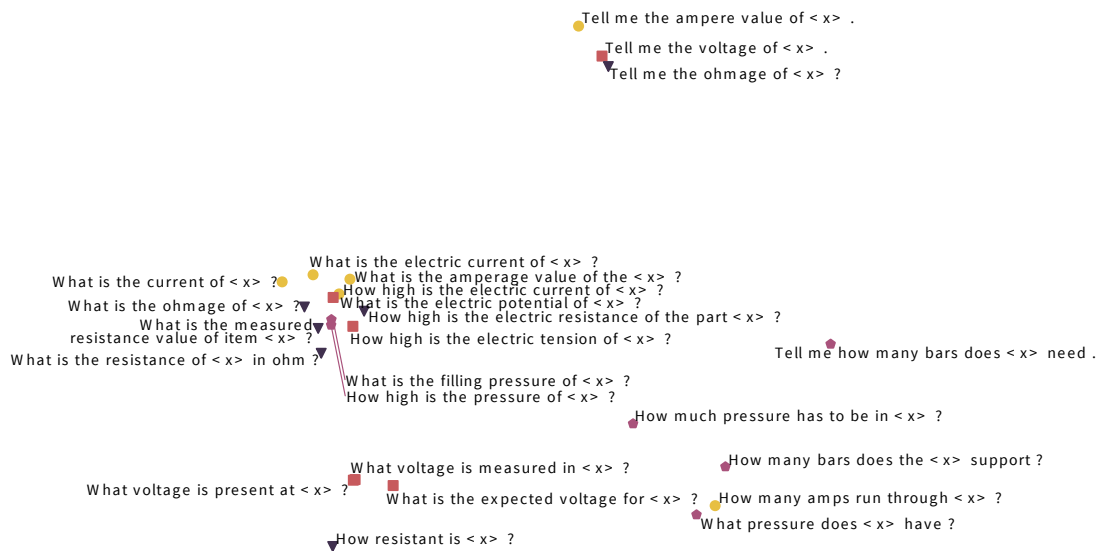 Tell me the ampere value of <x> .
Tell me the voltage of <x> .
Tell me the ohmage of <x> ?
What is the electric current of <x> ?
What is the current of <x> ?
What is the amperage value of the <x> ?
How high is the electric current of <x> ?
What is the electric potential of <x> ?
What is the ohmage of <x> ?
How high is the electric resistance of the part <x> ?
What is the measured
resistance value of item <x> ?
How high is the electric tension of <x> ?
What is the resistance of <x> in ohm ?
Tell me how many bars does <x> need .
What is the filling pressure of <x> ?
How high is the pressure of <x> ?
How much pressure has to be in <x> ?
How many bars does the <x> support ?
What voltage is measured in <x> ?
What voltage is present at <x> ?
What is the expected voltage for <x> ?
How many amps run through <x> ?
What pressure does <x> have ?
How resistant is <x> ?